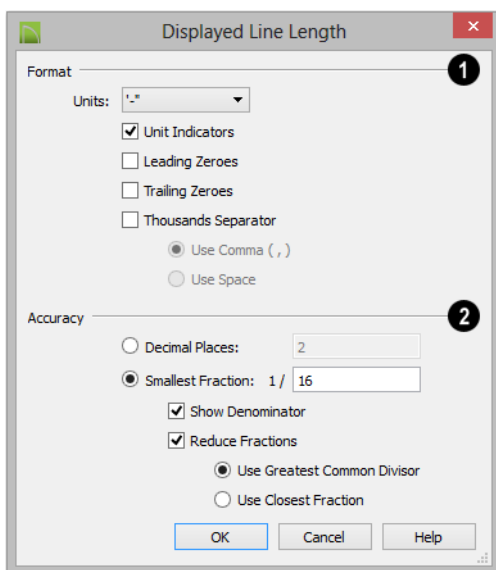 Displayed Line Length
Format
1
Units: '-"
Unit Indicators
Leading Zeroes
Trailing Zeroes
Thousands Separator
Use Comma ( , )
Use Space
Accuracy
2
Decimal Places: 2
Smallest Fraction: 1 / 16
Show Denominator
Reduce Fractions
Use Greatest Common Divisor
Use Closest Fraction
OK Cancel Help